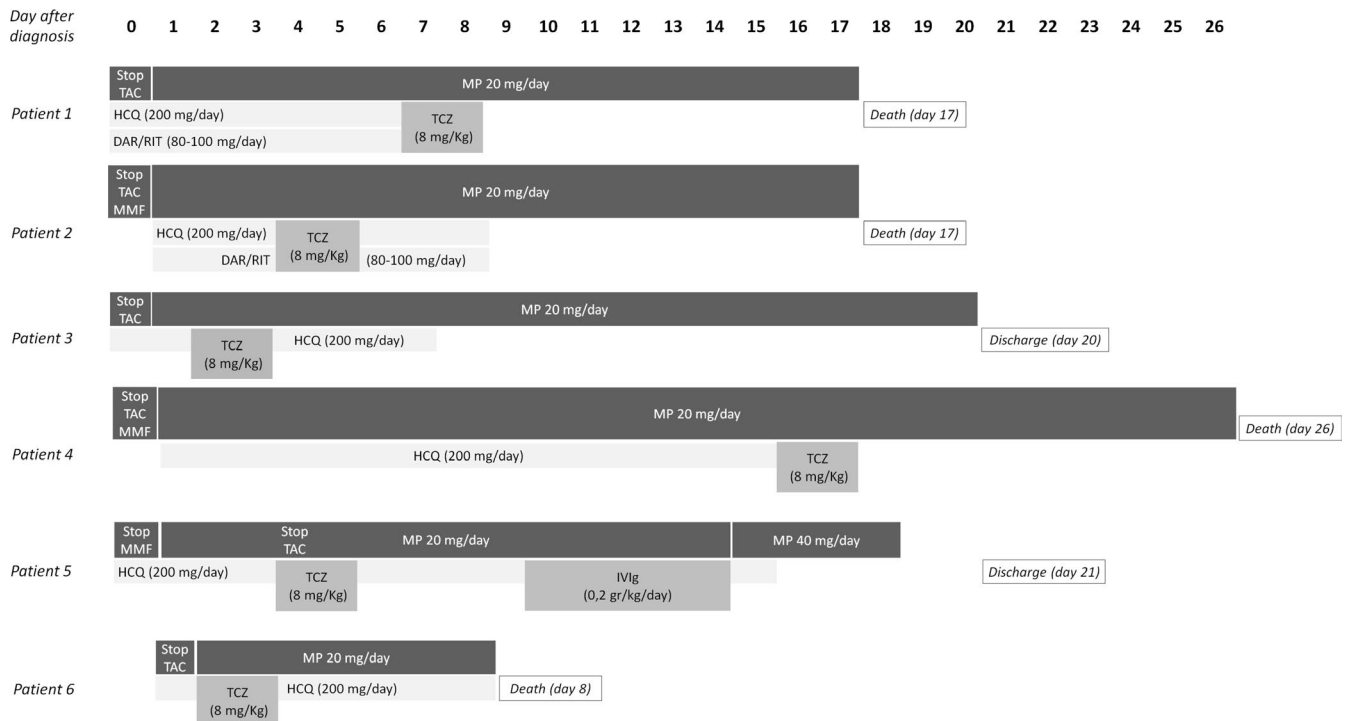 Day after
diagnosis
0 1 2 3 4 5 6 7 8 9 10 11 12 13 14 15 16 17 18 19 20 21 22 23 24 25 26
Patient 1
Stop
TAC
MP 20 mg/day
HCQ (200 mg/day)
DAR/RIT (80-100 mg/day)
TCZ
(8 mg/Kg)
Death (day 17)
Patient 2
Stop
TAC
MMF
MP 20 mg/day
HCQ (200 mg/day)
DAR/RIT
TCZ
(8 mg/Kg)
(80-100 mg/day)
Death (day 17)
Patient 3
Stop
TAC
MP 20 mg/day
TCZ
(8 mg/Kg)
HCQ (200 mg/day)
Discharge (day 20)
Patient 4
Stop
TAC
MMF
MP 20 mg/day
HCQ (200 mg/day)
TCZ
(8 mg/Kg)
Death (day 26)
Patient 5
Stop
MMF
Stop
TAC
MP 20 mg/day
MP 40 mg/day
HCQ (200 mg/day)
TCZ
(8 mg/Kg)
IVIg
(0,2 gr/kg/day)
Discharge (day 21)
Patient 6
Stop
TAC
MP 20 mg/day
TCZ
(8 mg/Kg)
HCQ (200 mg/day)
Death (day 8)